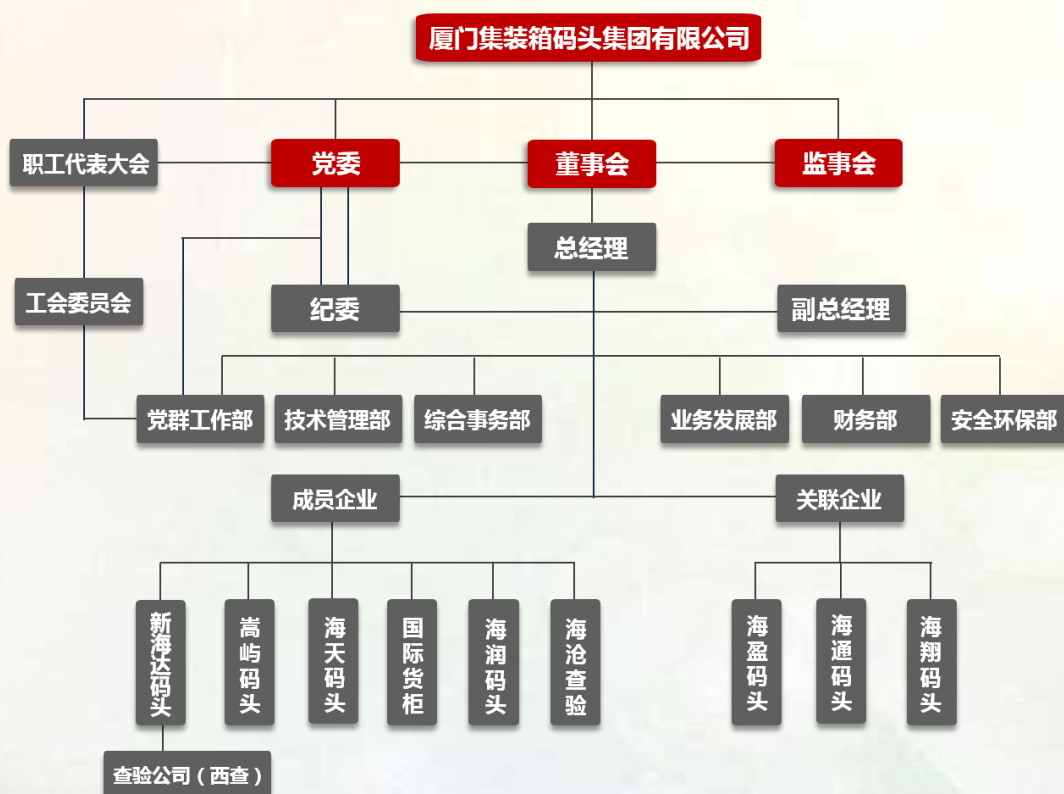 厦门集装箱码头集团有限公司
职工代表大会
党委
董事会
监事会
总经理
工会委员会
纪委
副总经理
党群工作部
技术管理部
综合事务部
业务发展部
财务部
安全环保部
成员企业
关联企业
新海达码头
嵩屿码头
海天码头
国际货柜
海润码头
海沧查验
海盈码头
海通码头
海翔码头
查验公司（西查）